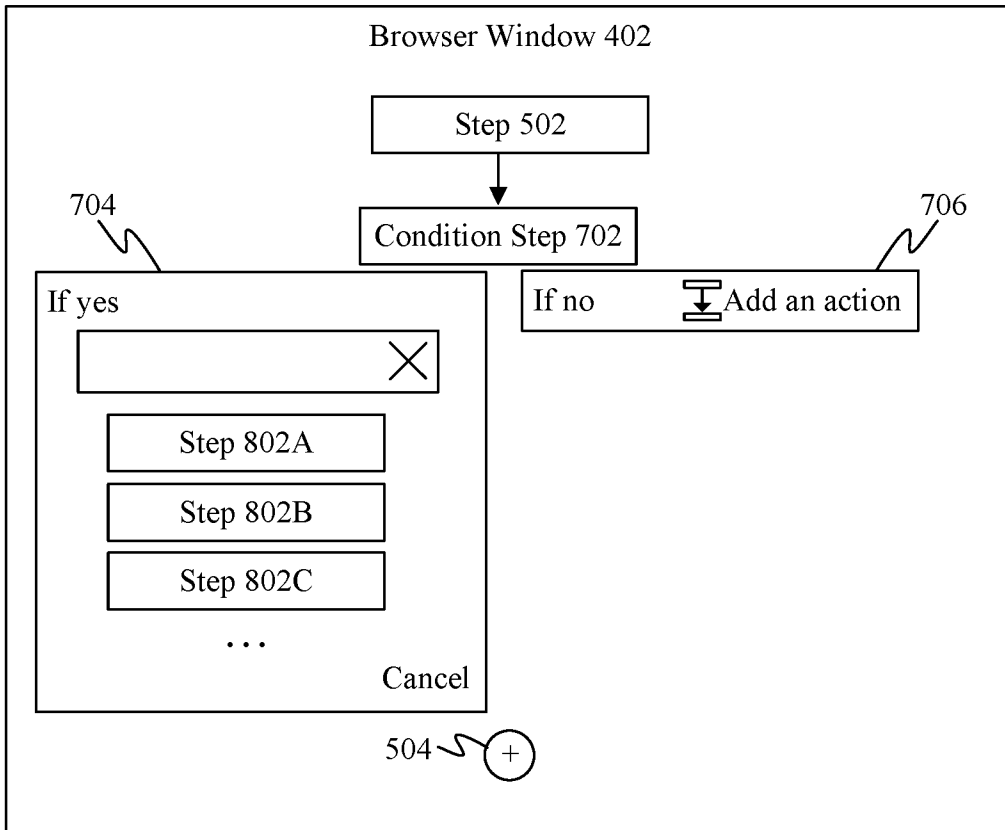 Browser Window 402
Step 502
704
706
Condition Step 702
If yes
If no
Add an action
Step 802A
Step 802B
Step 802C
...
Cancel
504
+